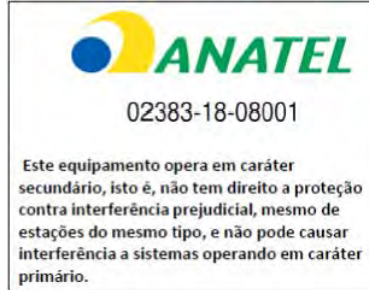 ANATEL
02383-18-08001
Este equipamento opera em caráter
secundário, isto é, não tem direito a proteção
contra interferência prejudicial, mesmo de
estações do mesmo tipo, e não pode causar
interferência a sistemas operando em caráter
primário.